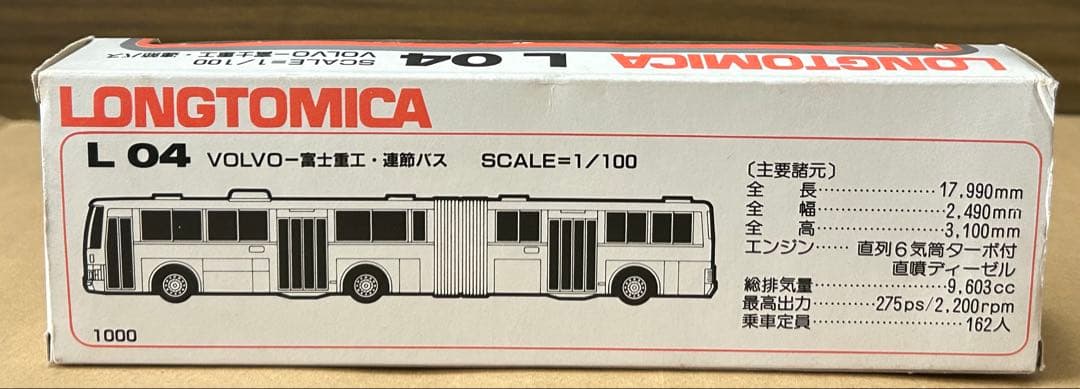 LONGTOMICA
L 04 VOLVO－富士重工・連節バス SCALE=1/100
LONGTOMICA
L 04 VOLVO－富士重工・連節バス SCALE=1/100
〔主要諸元〕
全長 17,990mm
全幅 2,490mm
全高 3,100mm
エンジン 直列6気筒ターボ付
直噴ディーゼル
総排気量 9,603cc
最高出力 275ps/2,200rpm
乗車定員 162人
1000